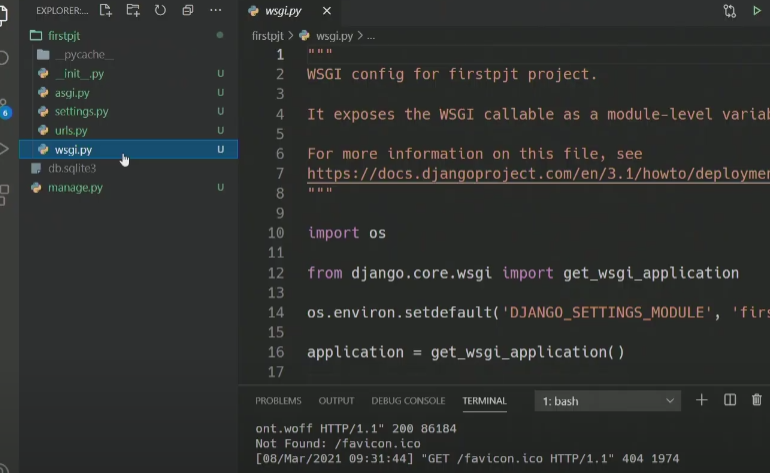 EXPLORER:...
wsgi.py
firstpjt
firstpjt > wsgi.py > ...
__pycache__
__init__.py U
asgi.py U
settings.py U
urls.py U
wsgi.py U
db.sqlite3
manage.py U
6
1 """
2 WSGI config for firstpjt project.
3
4 It exposes the WSGI callable as a module-level variab
5
6 For more information on this file, see
7 https://docs.djangoproject.com/en/3.1/howto/deploymen
8 """
9
10 import os
11
12 from django.core.wsgi import get_wsgi_application
13
14 os.environ.setdefault('DJANGO_SETTINGS_MODULE', 'firs
15
16 application = get_wsgi_application()
17
PROBLEMS OUTPUT DEBUG CONSOLE TERMINAL 1: bash
ont.woff HTTP/1.1" 200 86184
Not Found: /favicon.ico
[08/Mar/2021 09:31:44] "GET /favicon.ico HTTP/1.1" 404 1974